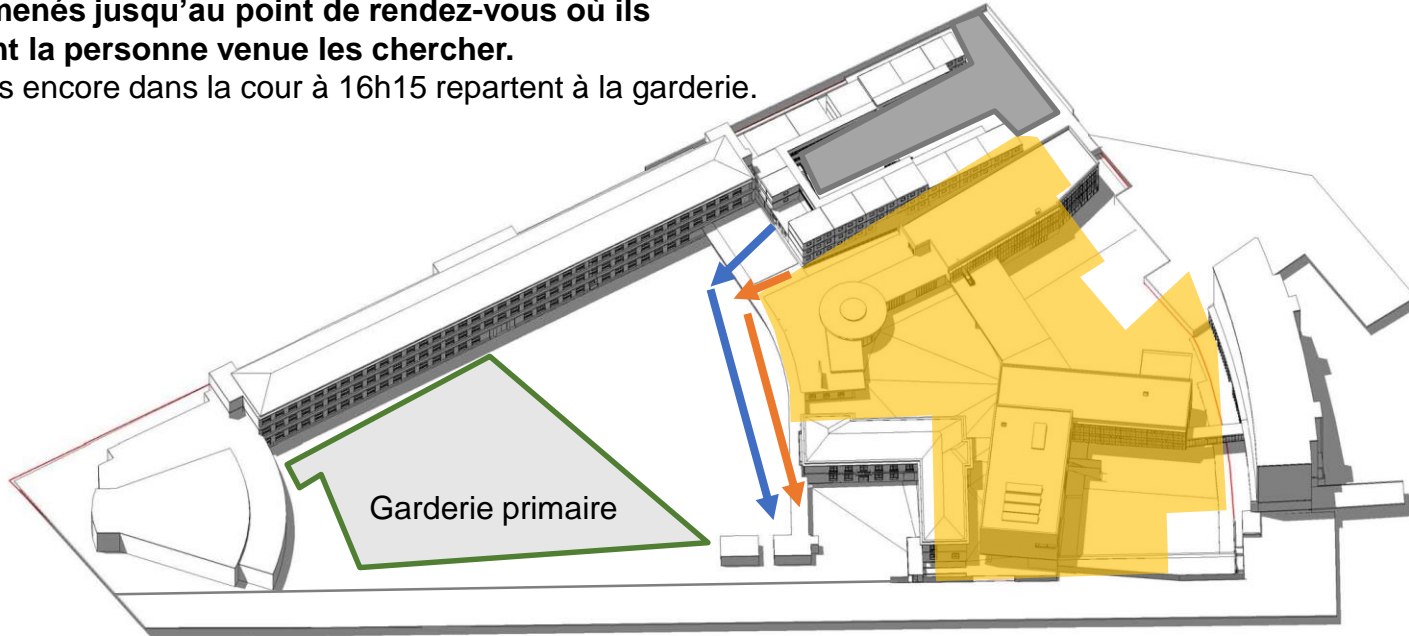 menés jusqu’au point de rendez-vous où ils
nt la personne venue les chercher.
s encore dans la cour à 16h15 repartent à la garderie.
Garderie primaire